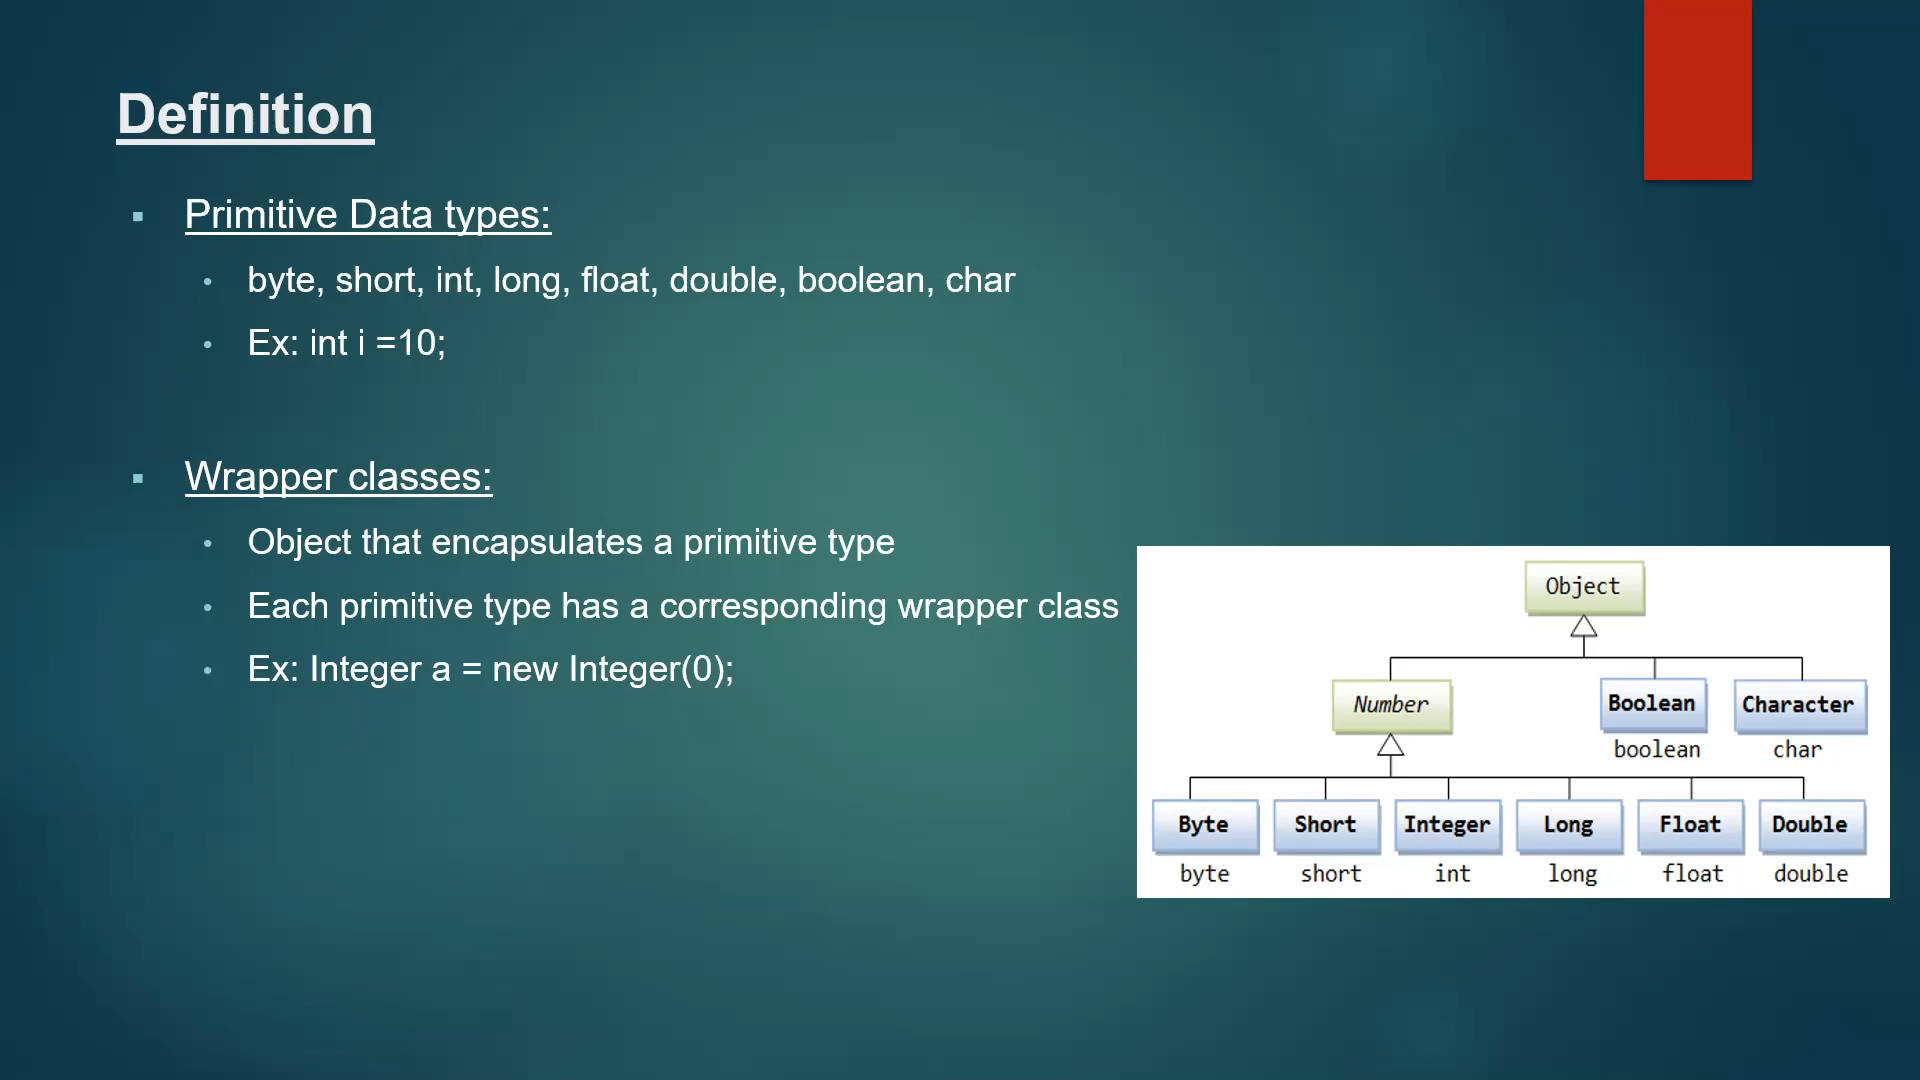 Definition
Primitive Data types:
byte, short, int, long, float, double, boolean, char
Ex: int i =10;
Wrapper classes:
Object that encapsulates a primitive type
Each primitive type has a corresponding wrapper class
Ex: Integer a = new Integer(0);
Object
Number Boolean Character
boolean char
Byte Short Integer Long Float Double
byte short int long float double